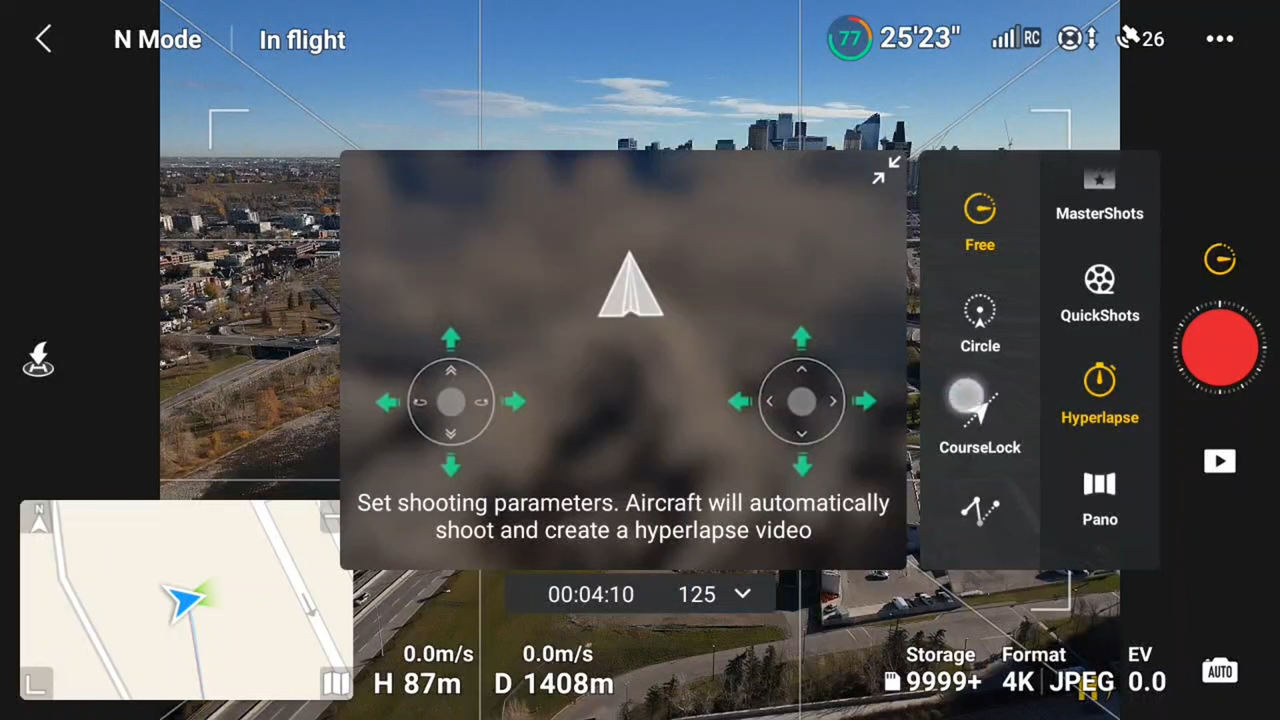 N Mode
In flight
77
25'23"
RC
26
MasterShots
Free
QuickShots
Circle
Hyperlapse
CourseLock
Pano
Set shooting parameters. Aircraft will automatically
shoot and create a hyperlapse video
N
00:04:10 125
0.0m/s 0.0m/s
H 87m D 1408m
Storage Format EV
9999+ 4K JPEG 0.0
AUTO